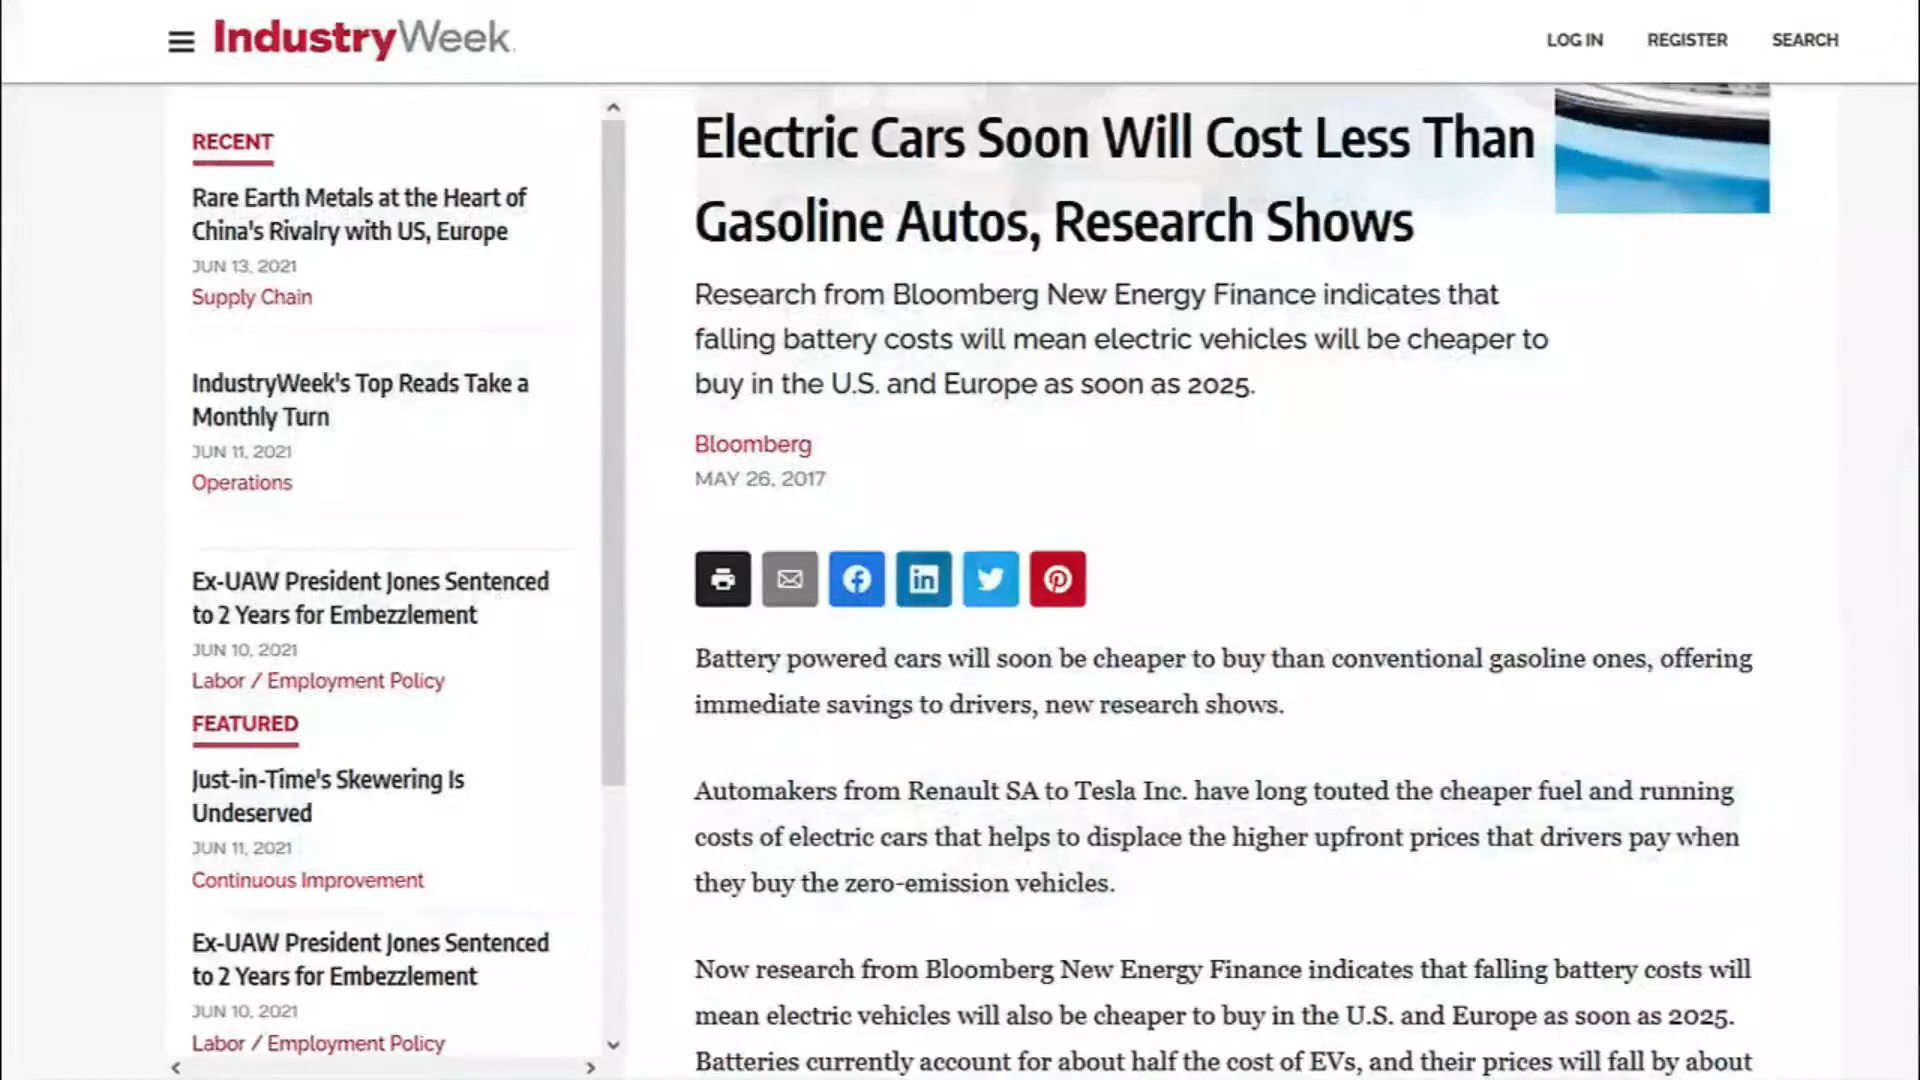 IndustryWeek.
LOG IN
REGISTER
SEARCH
RECENT
Rare Earth Metals at the Heart of
China's Rivalry with US, Europe
JUN 13, 2021
Supply Chain
IndustryWeek's Top Reads Take a
Monthly Turn
JUN 11, 2021
Operations
Ex-UAW President Jones Sentenced
to 2 Years for Embezzlement
JUN 10, 2021
Labor / Employment Policy
FEATURED
Just-in-Time's Skewering Is
Undeserved
JUN 11, 2021
Continuous Improvement
Ex-UAW President Jones Sentenced
to 2 Years for Embezzlement
JUN 10, 2021
Labor / Employment Policy
Electric Cars Soon Will Cost Less Than
Gasoline Autos, Research Shows
Research from Bloomberg New Energy Finance indicates that
falling battery costs will mean electric vehicles will be cheaper to
buy in the U.S. and Europe as soon as 2025.
Bloomberg
MAY 26, 2017
Battery powered cars will soon be cheaper to buy than conventional gasoline ones, offering
immediate savings to drivers, new research shows.
Automakers from Renault SA to Tesla Inc. have long touted the cheaper fuel and running
costs of electric cars that helps to displace the higher upfront prices that drivers pay when
they buy the zero-emission vehicles.
Now research from Bloomberg New Energy Finance indicates that falling battery costs will
mean electric vehicles will also be cheaper to buy in the U.S. and Europe as soon as 2025.
Batteries currently account for about half the cost of EVs, and their prices will fall by about